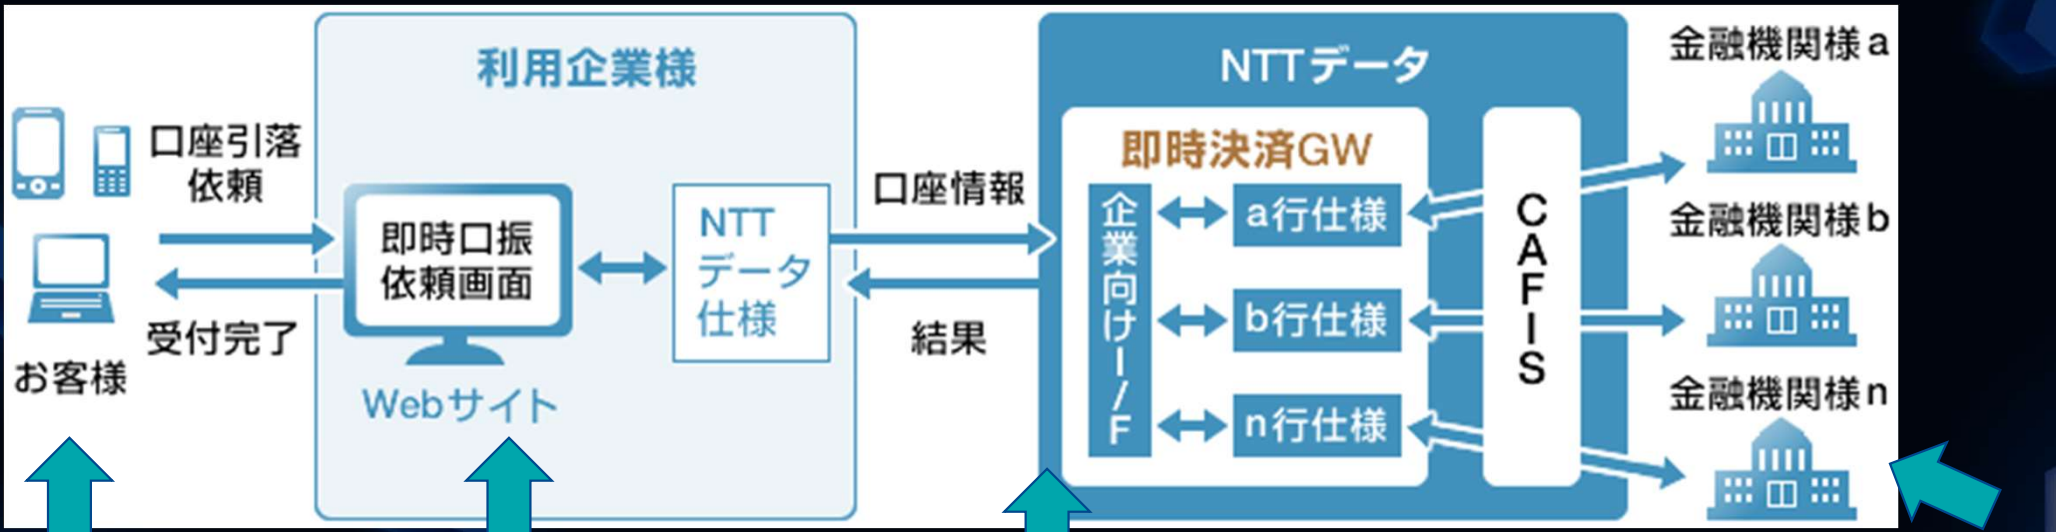 口座引落
依頼
受付完了
お客様
利用企業様
即時口振
依頼画面
Webサイト
NTT
データ
仕様
口座情報
結果
NTTデータ
即時決済GW
企業向けI/F
a行仕様
b行仕様
n行仕様
CAFIS
金融機関様a
金融機関様b
金融機関様n